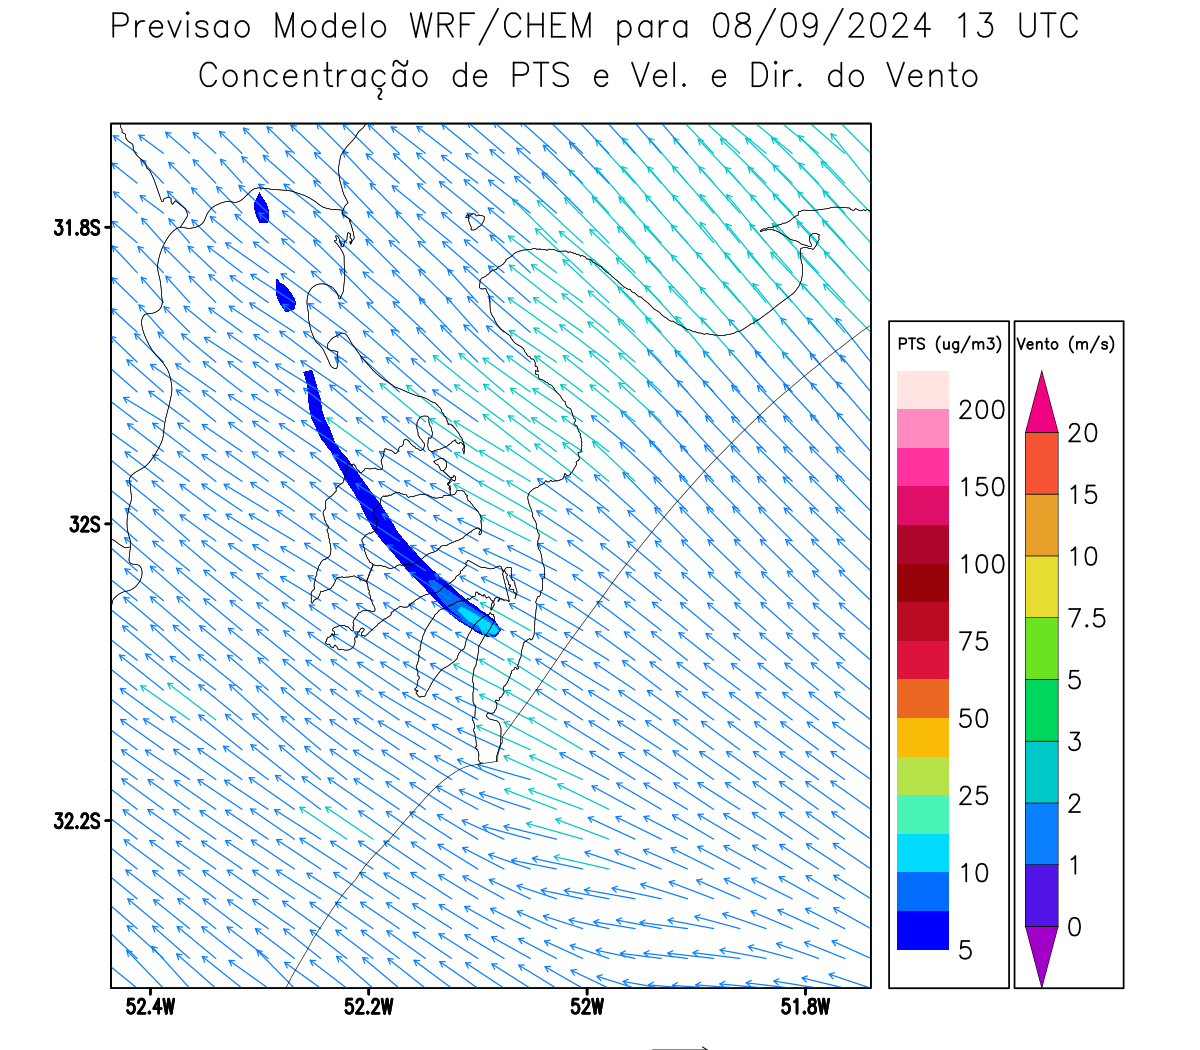 Previsao Modelo WRF/CHEM para 08/09/2024 13 UTC
Concentração de PTS e Vel. e Dir. do Vento
31.8S
32S
32.2S
52.4W 52.2W 52W 51.8W
PTS (ug/m3)
200
150
100
75
50
25
10
5
Vento (m/s)
20
15
10
7.5
5
3
2
1
0